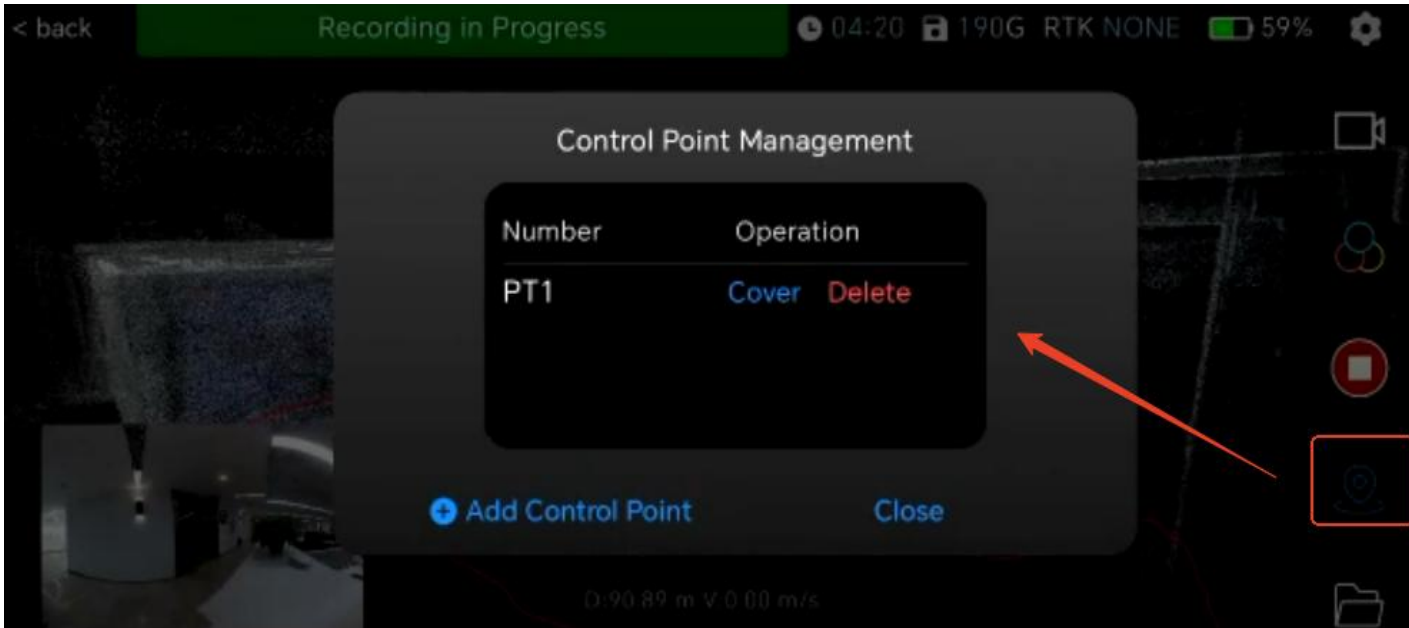 < back Recording in Progress 04:20 190G RTK NONE 59%
Control Point Management
Number Operation
PT1 Cover Delete
Add Control Point Close
D:90.89 m V:0.00 m/s